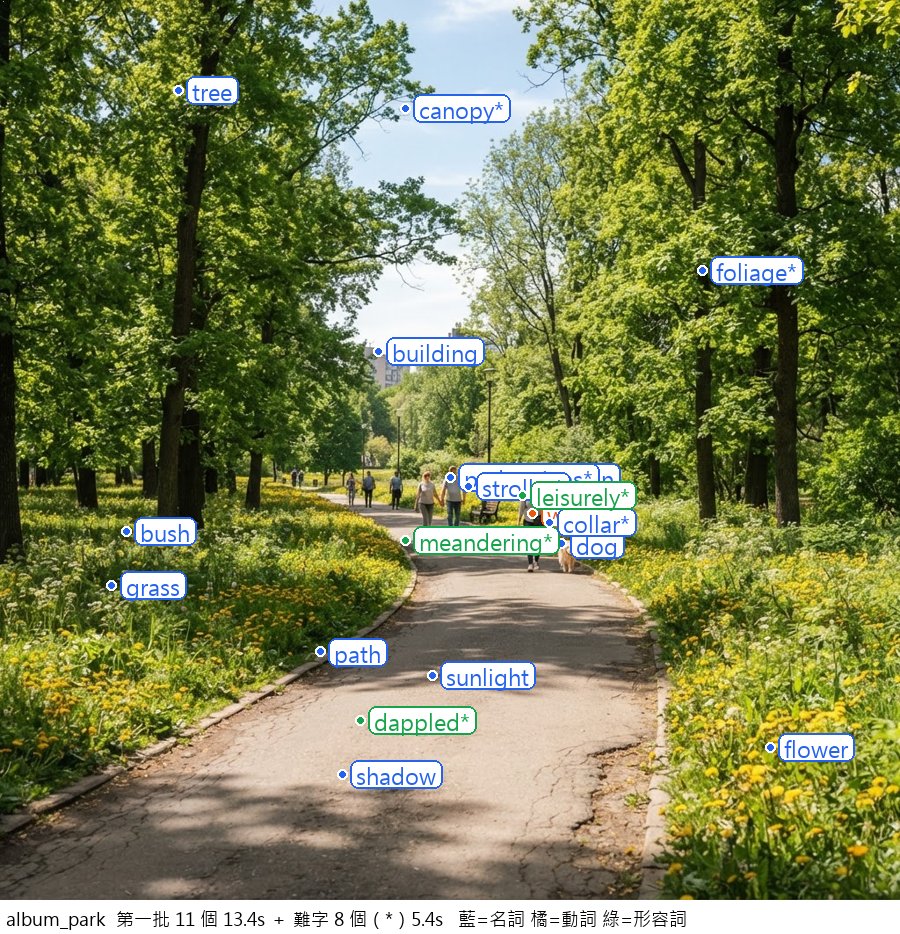 tree
canopy*
foliage*
building
leisurely*
collar*
bush
meandering*
dog
grass
path
sunlight
dappled*
flower
shadow
album_park 第一批 11 個 13.4s + 難字 8 個 ( * ) 5.4s 藍=名詞 橘=動詞 綠=形容詞